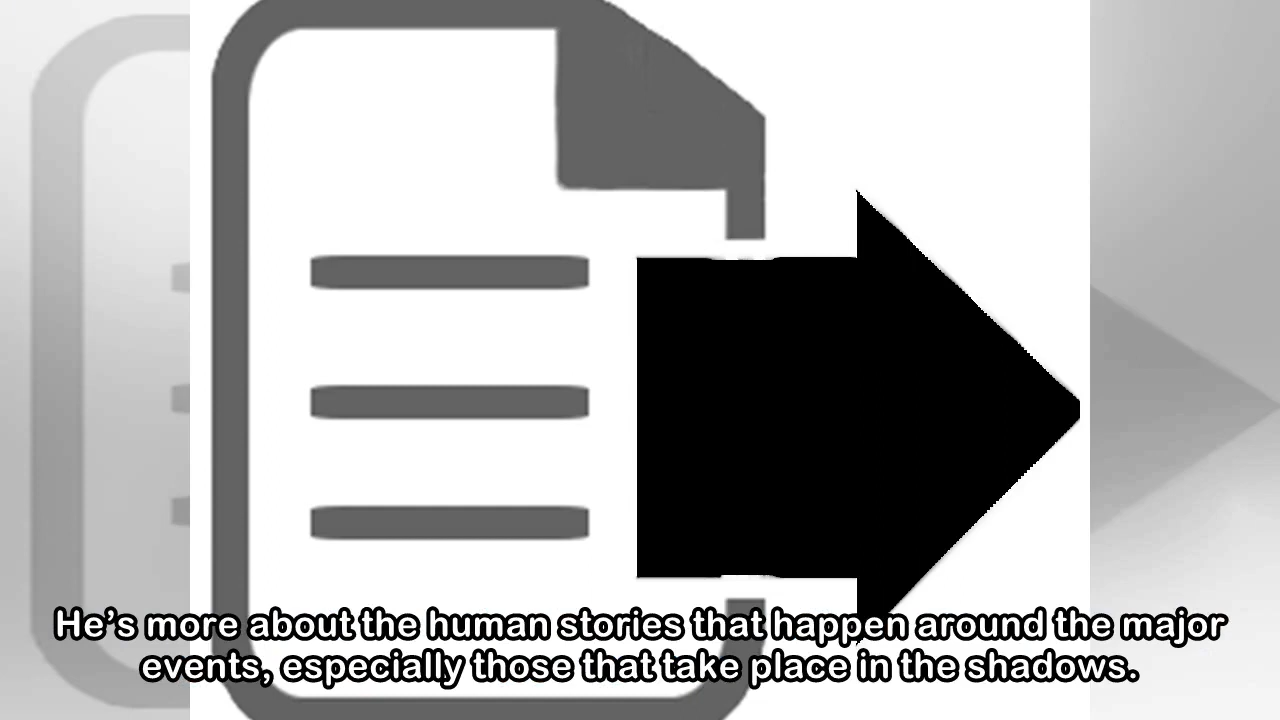 He’s more about the human stories that happen around the major
events, especially those that take place in the shadows.